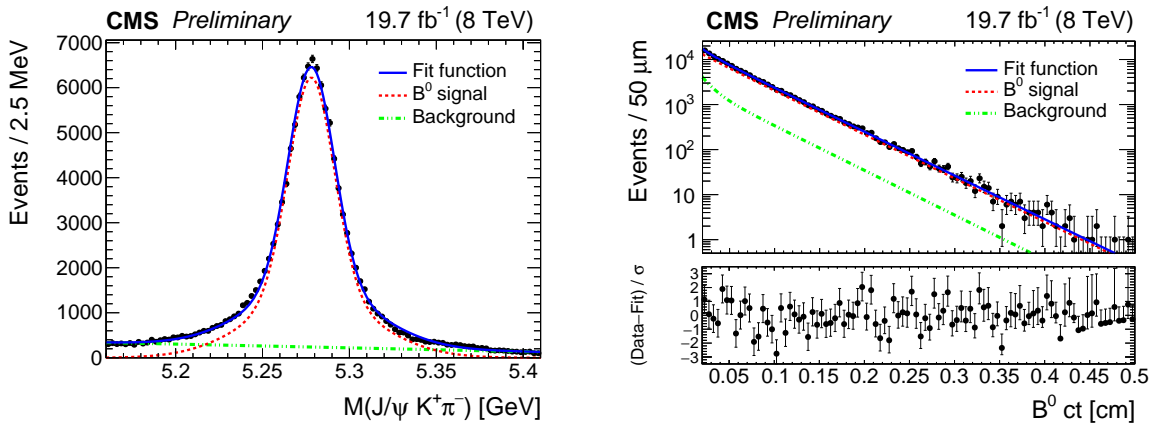 CMS Preliminary 19.7 fb⁻¹ (8 TeV)
Events / 2.5 MeV
7000
6000
5000
4000
3000
2000
1000
0
Fit function
B⁰ signal
Background
5.2 5.25 5.3 5.35 5.4
M(J/ψ K⁺π⁻) [GeV]
CMS Preliminary 19.7 fb⁻¹ (8 TeV)
Events / 50 μm
10⁴
10³
10²
10
1
Fit function
B⁰ signal
Background
(Data−Fit) / σ
3
2
1
0
−1
−2
−3
0.05 0.1 0.15 0.2 0.25 0.3 0.35 0.4 0.45 0.5
B⁰ ct [cm]